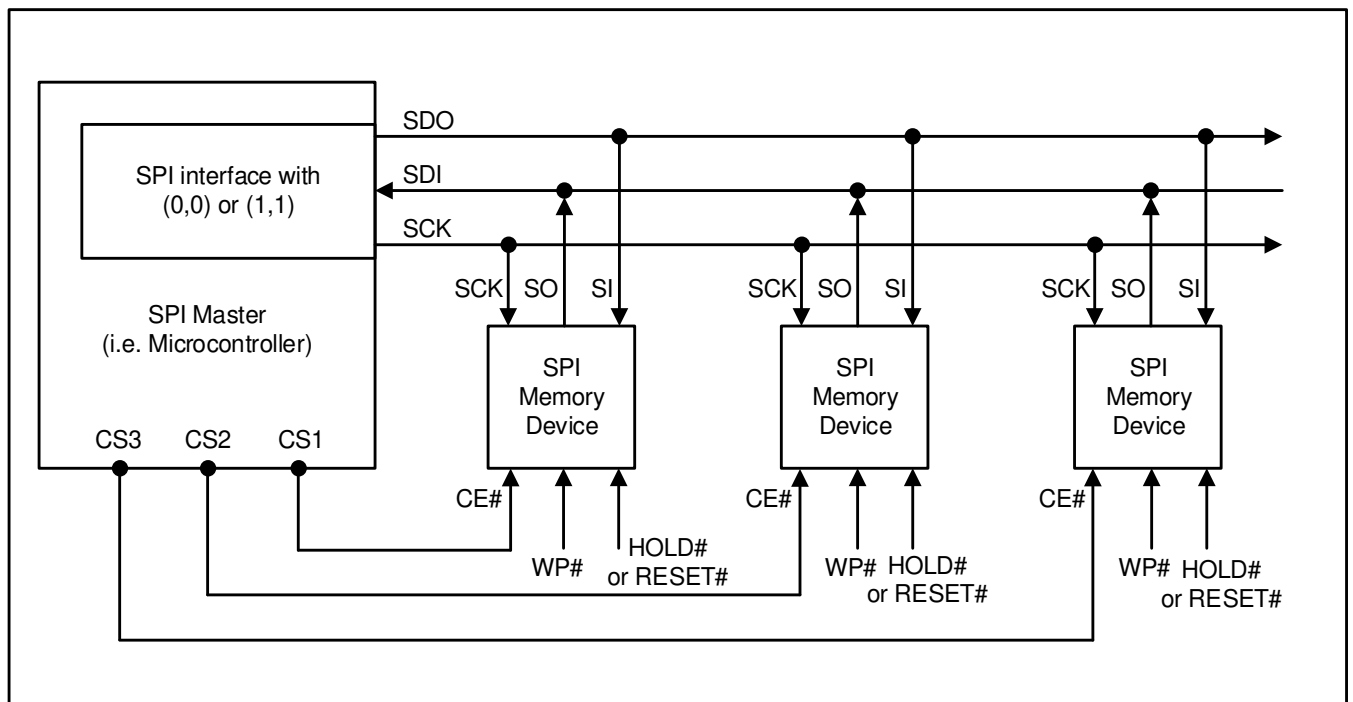 SDO
SPI interface with
(0,0) or (1,1)
SDI
SCK
SPI Master
(i.e. Microcontroller)
CS3
CS2
CS1
SCK
SO
SI
SPI
Memory
Device
CE#
WP#
HOLD#
or RESET#
SCK
SO
SI
SPI
Memory
Device
CE#
WP#
HOLD#
or RESET#
SCK
SO
SI
SPI
Memory
Device
CE#
WP#
HOLD#
or RESET#